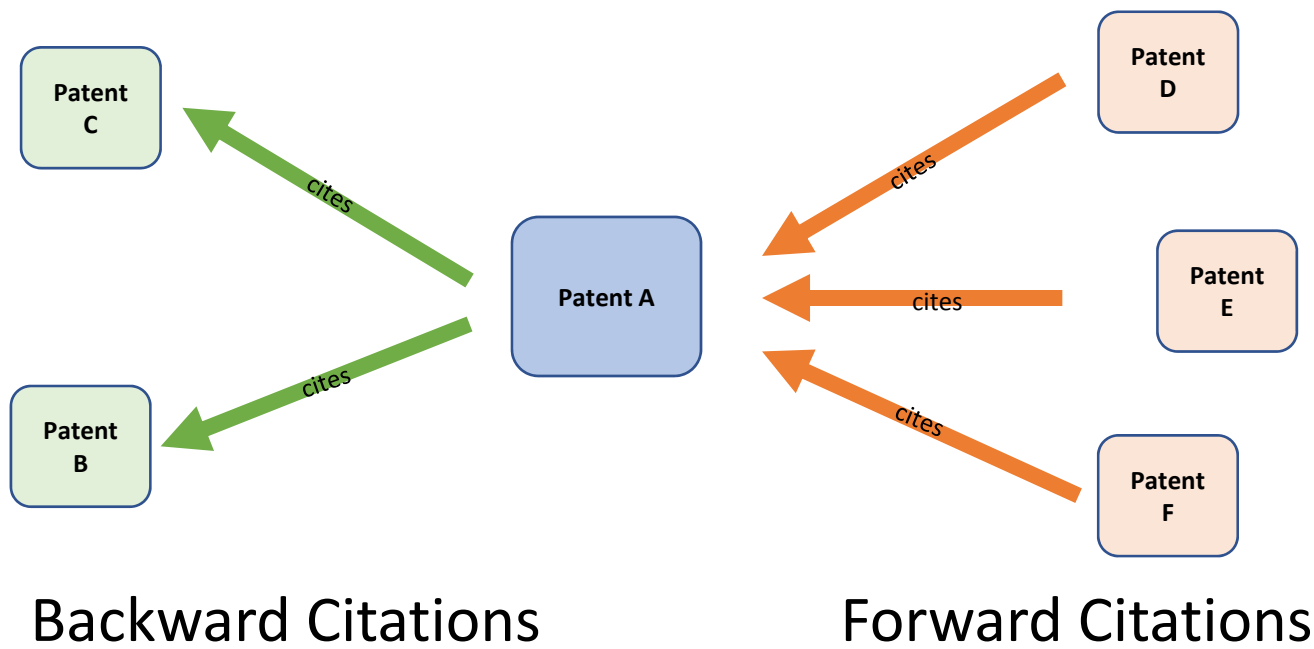 Patent
C
cites
cites
Patent
B
Patent A
Patent
D
cites
cites
cites
Patent
E
Patent
F
Backward Citations
Forward Citations